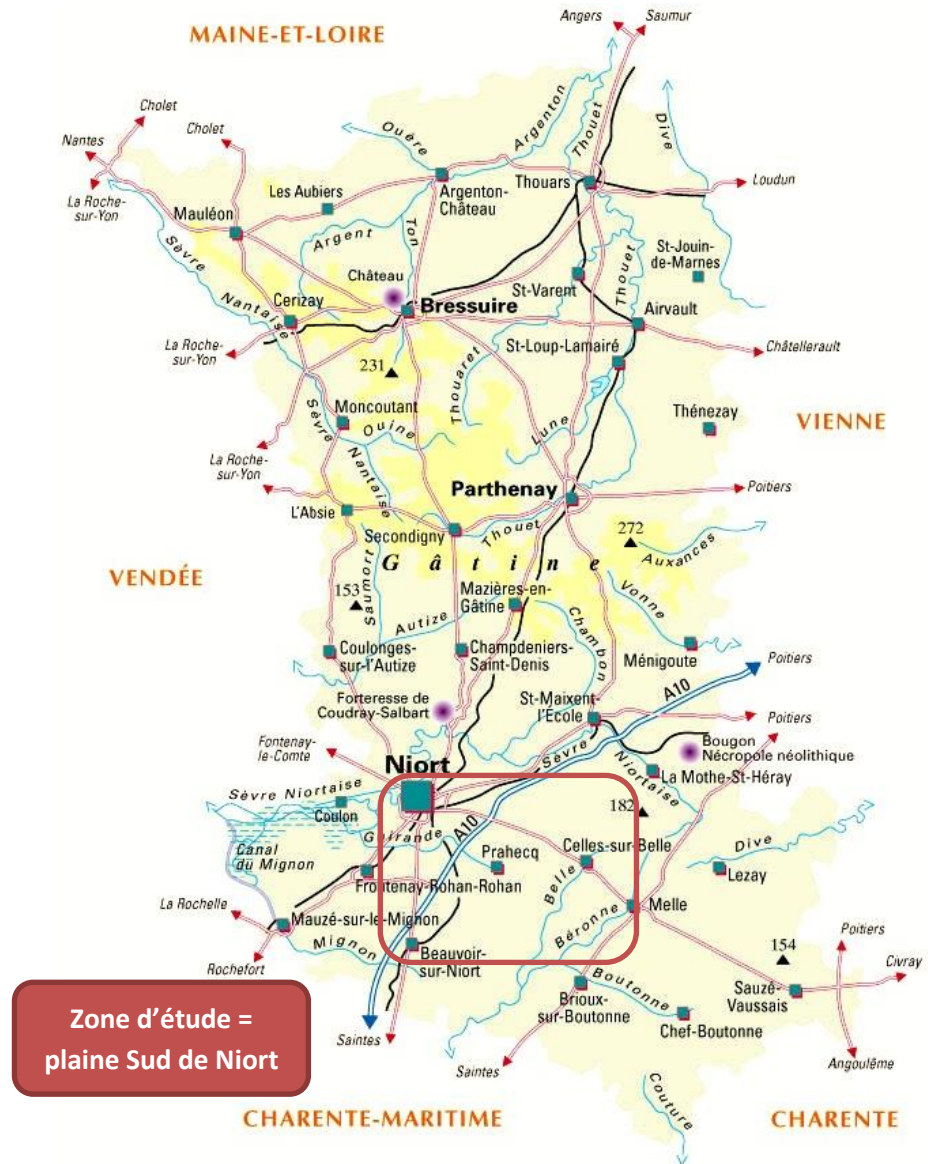 Angers
Saumur
MAINE-ET-LOIRE
Cholet
Cholet
Nantes
La Roche-
sur-Yon
Mauléon
Les Aubiers
Ouère
Argenton
Argenton-
Château
Thouet
Thouars
Dive
Loudun
Argent
Ton
Sèvre
Nantaise
Château
Bressuire
Cerizay
La Roche-
sur-Yon
231
St-Varent
Thouet
St-Jouin-
de-Marnes
Airvault
St-Loup-Lamairé
Châtellerault
Thouaret
Thénezay
VIENNE
Moncoutant
Sèvre
Nantaise
Ouine
Lune
La Roche-
sur-Yon
Parthenay
Poitiers
L'Absie
Secondigny
Thouet
272
Auxances
Gâtine
VENDÉE
153
Saumort
Autize
Mazières-en-
Gâtine
Chambon
Vonne
Coulonges-
sur-l'Autize
Champdeniers-
Saint-Denis
Ménigoute
Poitiers
A10
Forteresse de
Coudray-Salbart
St-Maixent-
l'École
Poitiers
Bougon
Nécropole néolithique
Fontenay-
le-Comte
Niort
Sèvre
Niortaise
La Mothe-St-Héray
Sèvre Niortaise
Coulon
Guirande
A10
182
Canal
du Mignon
Prahecq
Celles-sur-Belle
Belle
Dive
Lezay
Frontenay-Rohan-Rohan
La Rochelle
Mauzé-sur-le-Mignon
Mignon
Rochefort
Béronne
Melle
Beauvoir-
sur-Niort
154
Poitiers
Civray
Boutonne
Brioux-
sur-Boutonne
Sauzé-
Vaussais
Chef-Boutonne
Saintes
Saintes
Angoulême
Couture
Zone d'étude =
plaine Sud de Niort
CHARENTE-MARITIME
CHARENTE